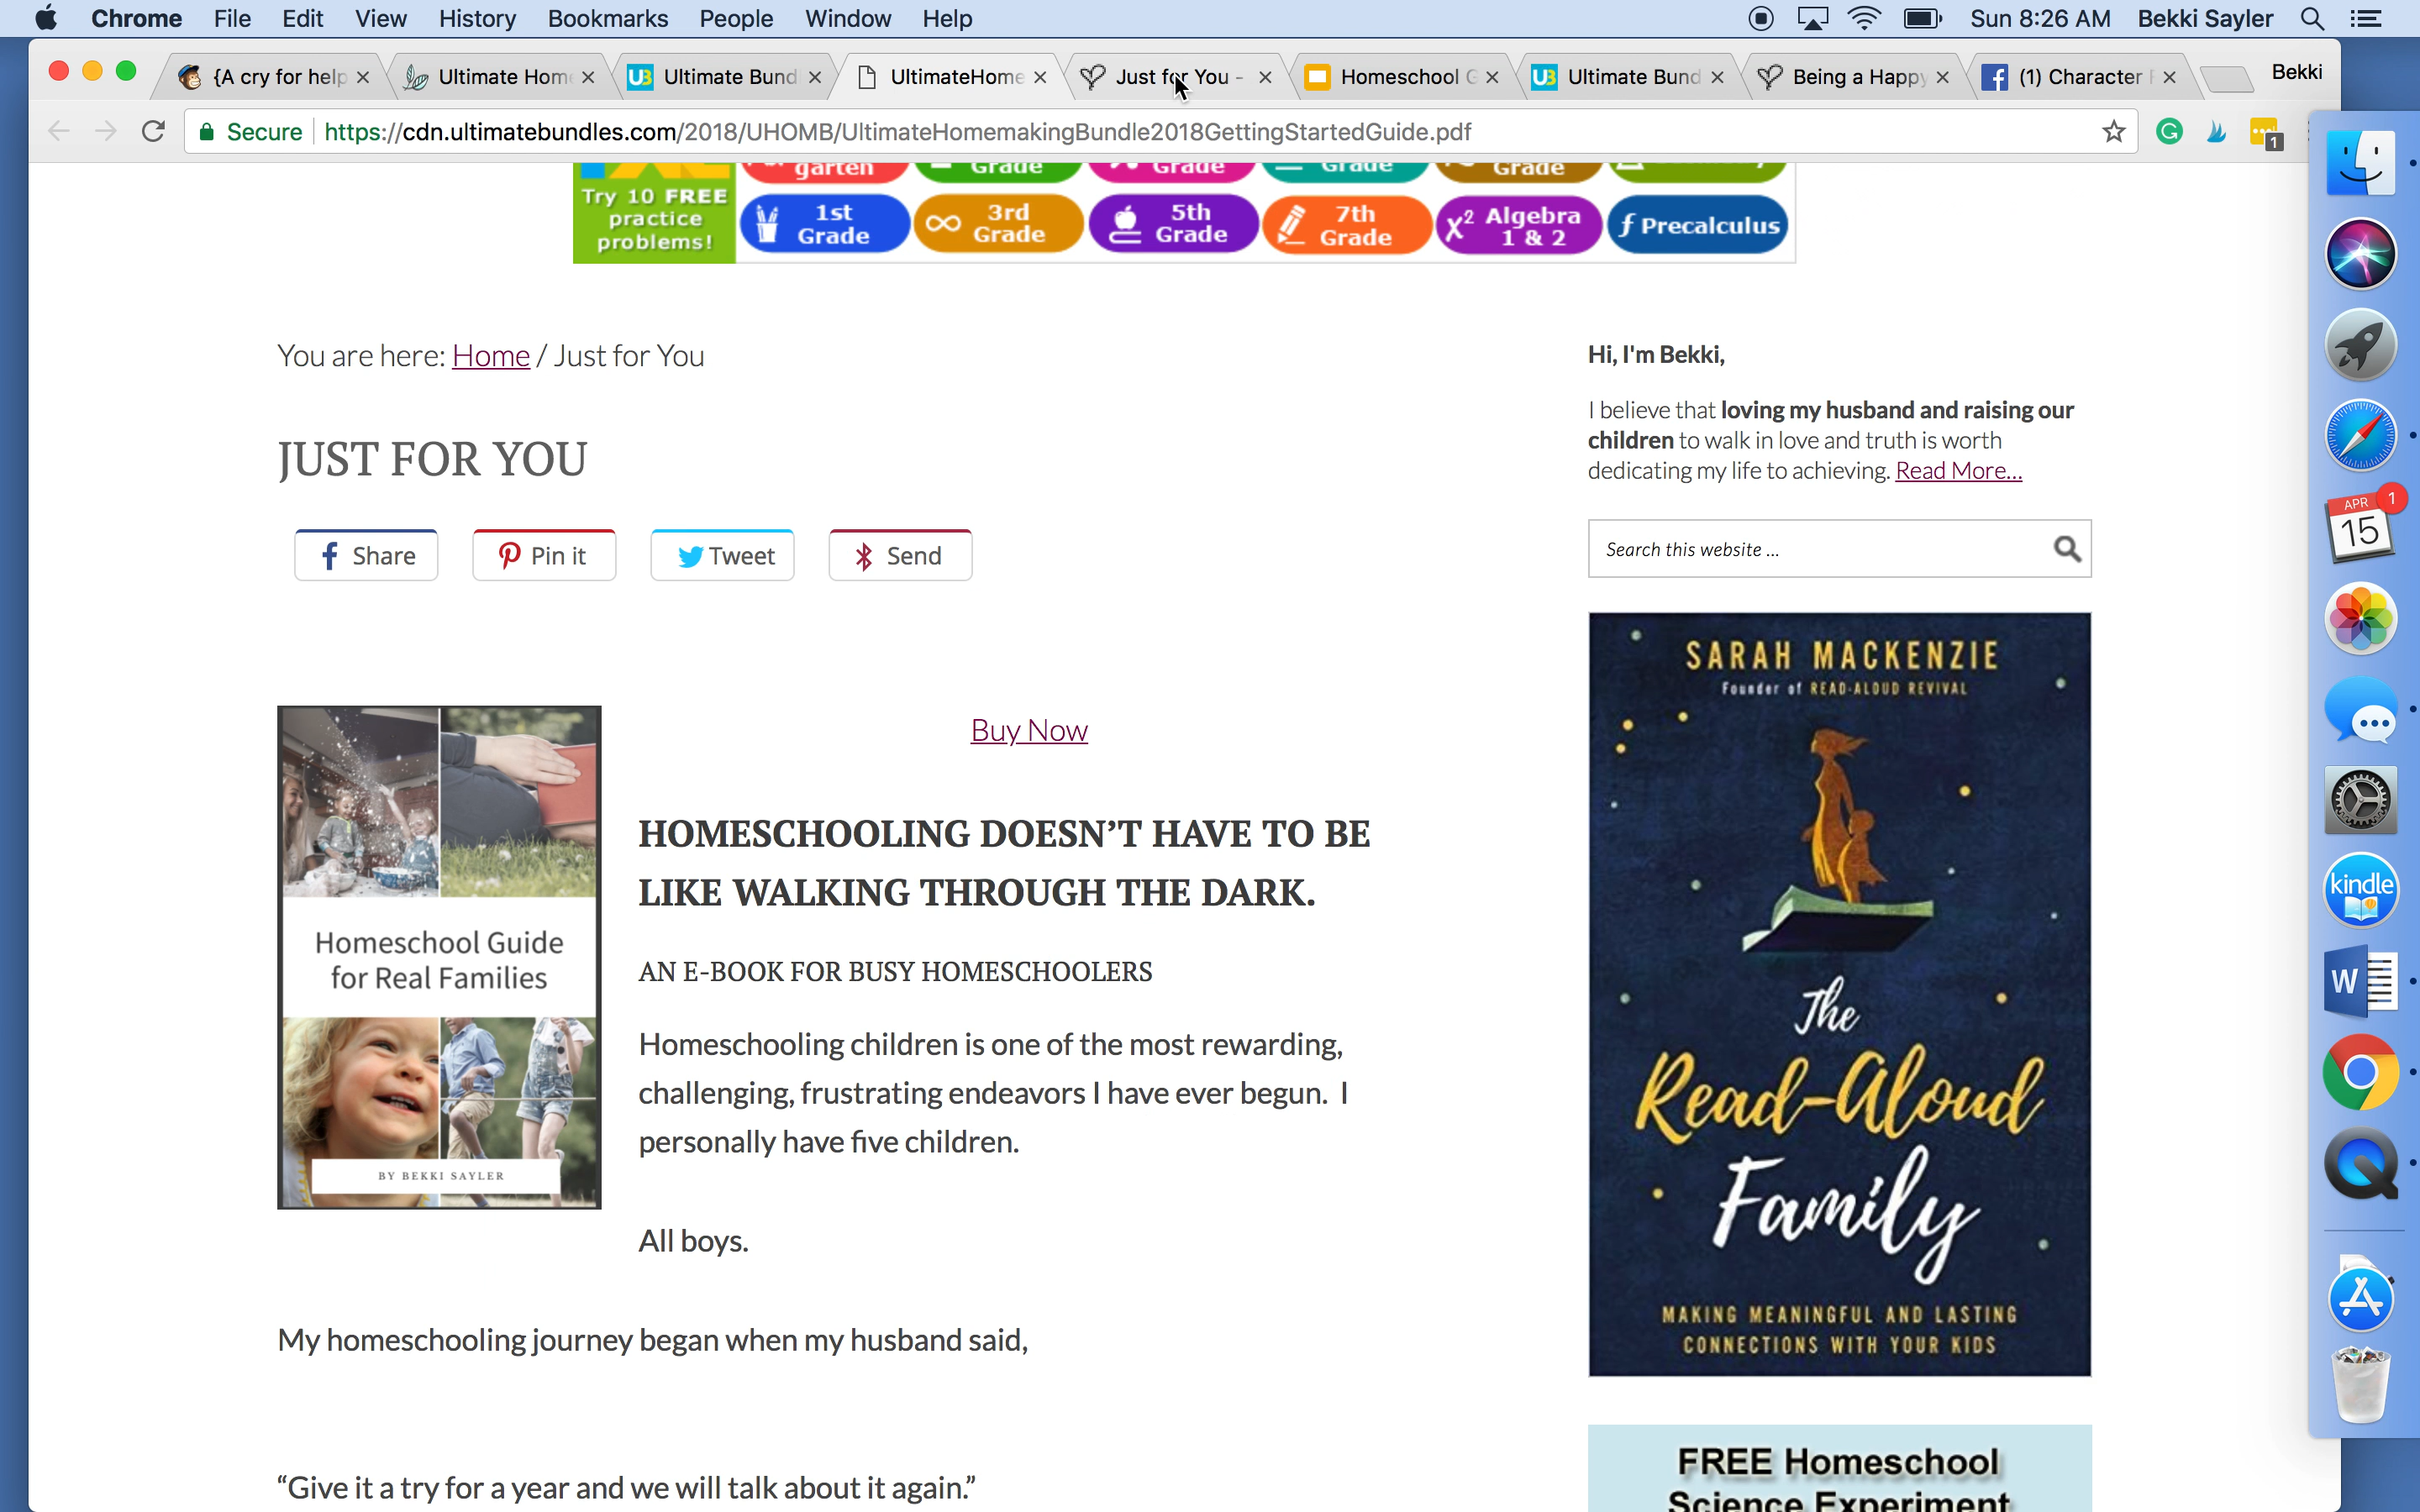 Chrome File Edit View History Bookmarks People Window Help Sun 8:26 AM Bekki Sayler
{A cry for help Ultimate Home Ultimate Bund UltimateHome Just for You - Homeschool G Ultimate Bund Being a Happy (1) Character Bekki
Secure https://cdn.ultimatebundles.com/2018/UHOMB/UltimateHomemakingBundle2018GettingStartedGuide.pdf
1
garten Grade Grade Grade Grade
Try 10 FREE
practice
problems!
1st
Grade
3rd
Grade
5th
Grade
7th
Grade
x² Algebra
1 & 2
f Precalculus
You are here: Home / Just for You
JUST FOR YOU
Share Pin it Tweet Send
Buy Now
HOMESCHOOLING DOESN’T HAVE TO BE
LIKE WALKING THROUGH THE DARK.
AN E-BOOK FOR BUSY HOMESCHOOLERS
Homeschooling children is one of the most rewarding,
challenging, frustrating endeavors I have ever begun. I
personally have five children.
All boys.
Homeschool Guide
for Real Families
BY BEKKI SAYLER
My homeschooling journey began when my husband said,
“Give it a try for a year and we will talk about it again.”
Hi, I'm Bekki,
I believe that loving my husband and raising our
children to walk in love and truth is worth
dedicating my life to achieving. Read More...
Search this website ...
SARAH MACKENZIE
Founder of READ-ALOUD REVIVAL
The
Read-Aloud
Family
MAKING MEANINGFUL AND LASTING
CONNECTIONS WITH YOUR KIDS
FREE Homeschool
Science Experiment
APR
15
1
kindle
W